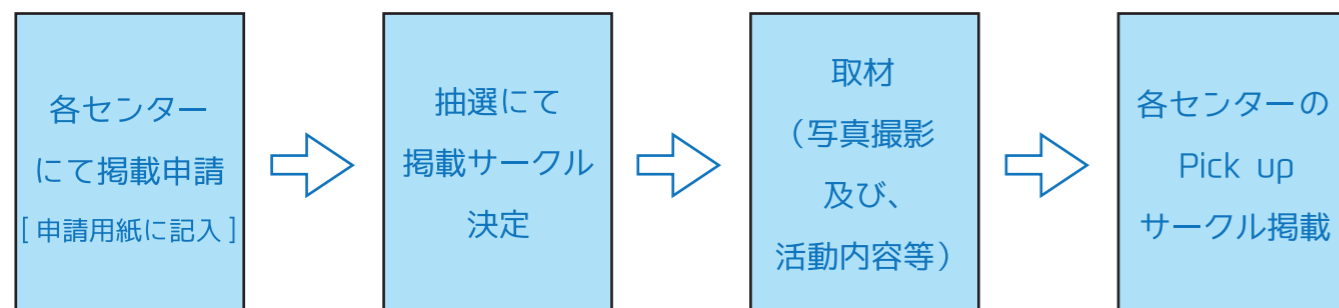 各センター
にて掲載申請
[ 申請用紙に記入 ]
抽選にて
掲載サークル
決定
取材
（写真撮影
及び、
活動内容等）
各センターの
Pick up
サークル掲載